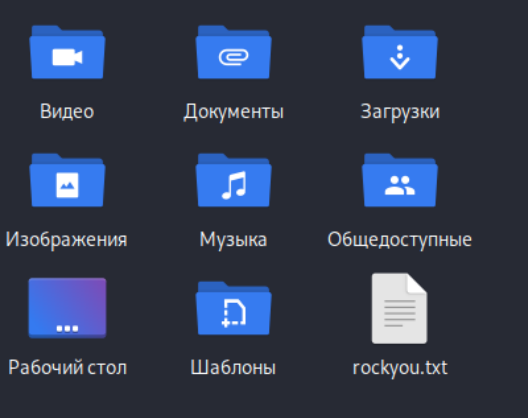 Видео
Документы
Загрузки
Изображения
Музыка
Общедоступные
Рабочий стол
Шаблоны
rockyou.txt